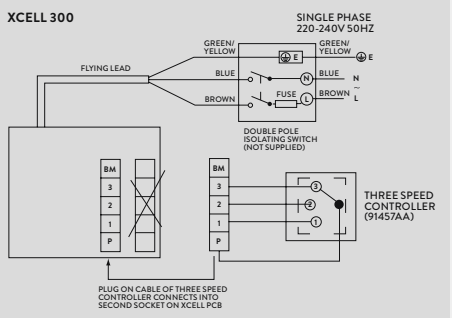 XCELL 300
SINGLE PHASE
220-240V 50HZ
GREEN/
YELLOW
GREEN/
YELLOW
E
E
FLYING LEAD
BLUE
N
BLUE
N
~
BROWN
FUSE
L
BROWN
L
DOUBLE POLE
ISOLATING SWITCH
(NOT SUPPLIED)
BM
3
2
1
P
BM
3
2
1
P
3
2
1
THREE SPEED
CONTROLLER
(91457AA)
PLUG ON CABLE OF THREE SPEED
CONTROLLER CONNECTS INTO
SECOND SOCKET ON XCELL PCB